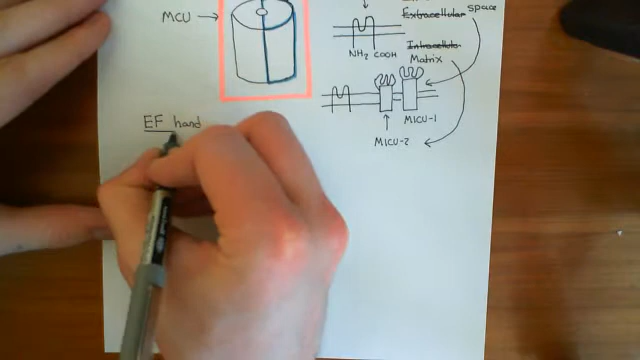 space
Extracellular
MCU
NH2 COOH
Intracellular
Matrix
MICU-1
MICU-2
EF hand